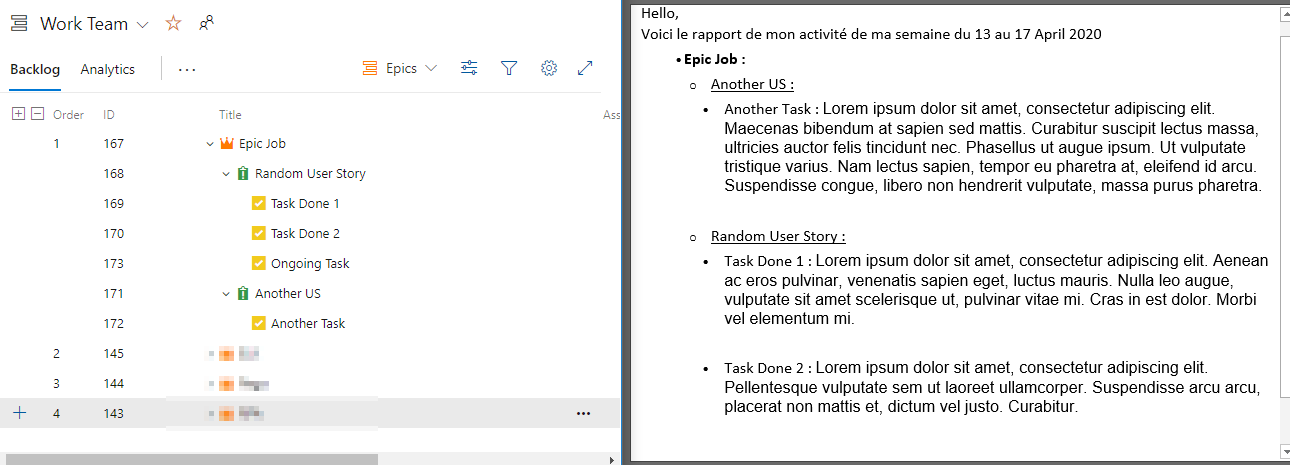 Work Team
Backlog Analytics ... Epics
Order ID Title Ass
1 167 Epic Job
168 Random User Story
169 Task Done 1
170 Task Done 2
173 Ongoing Task
171 Another US
172 Another Task
2 145
3 144
4 143 ...
Hello,
Voici le rapport de mon activité de ma semaine du 13 au 17 April 2020
• Epic Job :
o Another US :
• Another Task : Lorem ipsum dolor sit amet, consectetur adipiscing elit.
Maecenas bibendum at sapien sed mattis. Curabitur suscipit lectus massa,
ultricies auctor felis tincidunt nec. Phasellus ut augue ipsum. Ut vulputate
tristique varius. Nam lectus sapien, tempor eu pharetra at, eleifend id arcu.
Suspendisse congue, libero non hendrerit vulputate, massa purus pharetra.
o Random User Story :
• Task Done 1 : Lorem ipsum dolor sit amet, consectetur adipiscing elit. Aenean
ac eros pulvinar, venenatis sapien eget, luctus mauris. Nulla leo augue,
vulputate sit amet scelerisque ut, pulvinar vitae mi. Cras in est dolor. Morbi
vel elementum mi.
• Task Done 2 : Lorem ipsum dolor sit amet, consectetur adipiscing elit.
Pellentesque vulputate sem ut laoreet ullamcorper. Suspendisse arcu arcu,
placerat non mattis et, dictum vel justo. Curabitur.